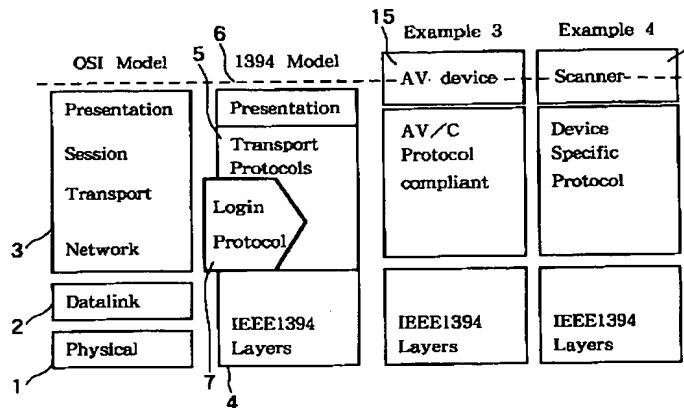 15
Example 3
Example 4
5
6
OSI Model
1394 Model
AV device
Scanner
Presentation
Session
Transport
Network
3
Datalink
2
Physical
1
Presentation
Transport
Protocols
Login
Protocol
7
IEEE1394
Layers
4
AV/C
Protocol
compliant
IEEE1394
Layers
Device
Specific
Protocol
IEEE1394
Layers